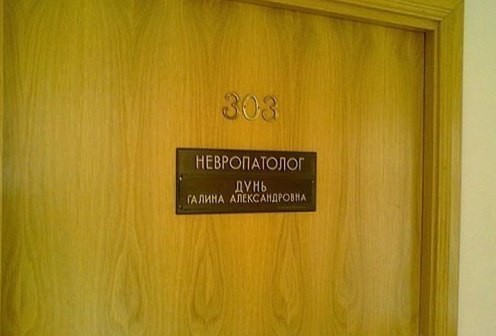 303
НЕВРОПАТОЛОГ
ДУНЬ
ГАЛИНА АЛЕКСАНДРОВНА